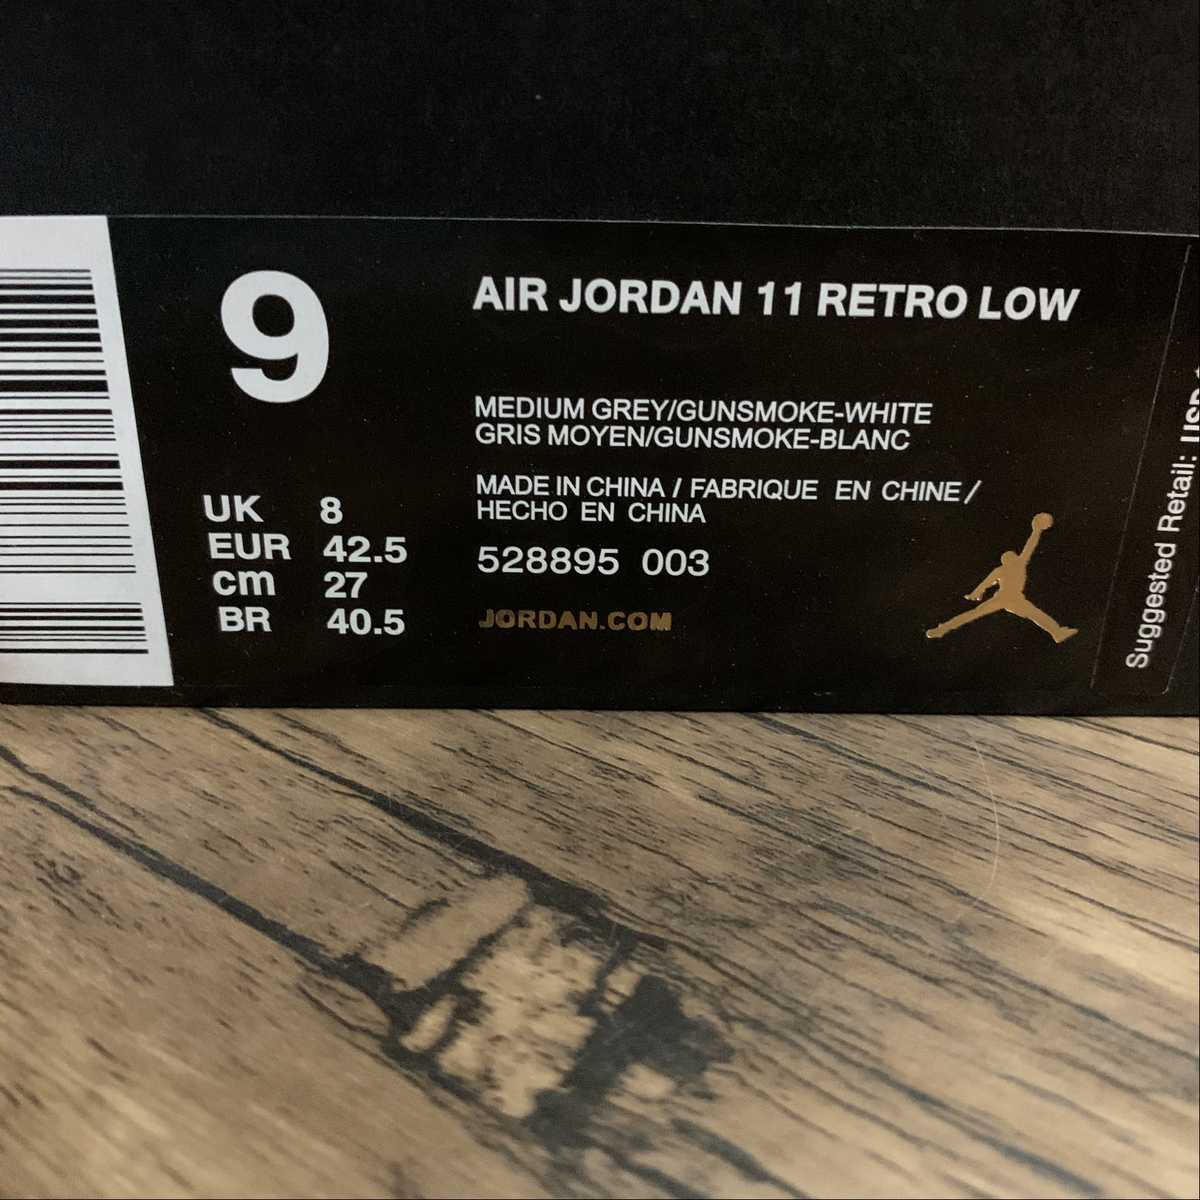 9
UK 8
EUR 42.5
cm 27
BR 40.5
AIR JORDAN 11 RETRO LOW
MEDIUM GREY/GUNSMOKE-WHITE
GRIS MOYEN/GUNSMOKE-BLANC
MADE IN CHINA / FABRIQUE EN CHINE /
HECHO EN CHINA
528895 003
JORDAN.COM
Suggested Retail: USD